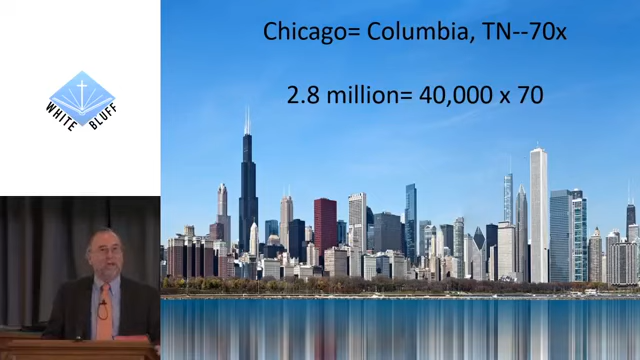 Chicago= Columbia, TN--70x
2.8 million= 40,000 x 70
WHITE BLUFF